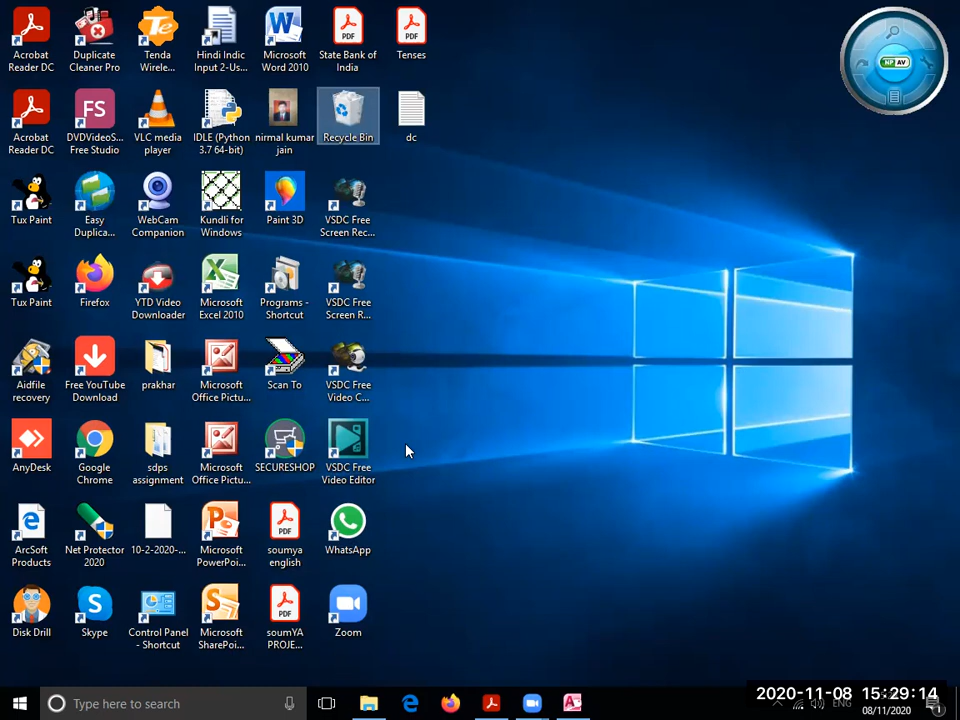 Acrobat
Reader DC
Duplicate
Cleaner Pro
Tenda
Wirele...
Hindi Indic
Input 2-Us...
Microsoft
Word 2010
State Bank of
India
Tenses
Acrobat
Reader DC
DVDVideoS...
Free Studio
VLC media
player
IDLE (Python
3.7 64-bit)
nirmal kumar
jain
Recycle Bin
dc
Tux Paint
Easy
Duplica...
WebCam
Companion
Kundli for
Windows
Paint 3D
VSDC Free
Screen Rec...
Tux Paint
Firefox
YTD Video
Downloader
Microsoft
Excel 2010
Programs -
Shortcut
VSDC Free
Screen R...
Aidfile
recovery
Free YouTube
Download
prakhar
Microsoft
Office Pictu...
Scan To
VSDC Free
Video C...
AnyDesk
Google
Chrome
sdps
assignment
Microsoft
Office Pictu...
SECURESHOP
VSDC Free
Video Editor
ArcSoft
Products
Net Protector
2020
10-2-2020-...
Microsoft
PowerPoi...
soumya
english
WhatsApp
Disk Drill
Skype
Control Panel
- Shortcut
Microsoft
SharePoi...
soumYA
PROJE...
Zoom
FS
PDF
PDF
PDF
PDF
NP AV
Type here to search
2020-11-08 15:29:14
ENG
08/11/2020